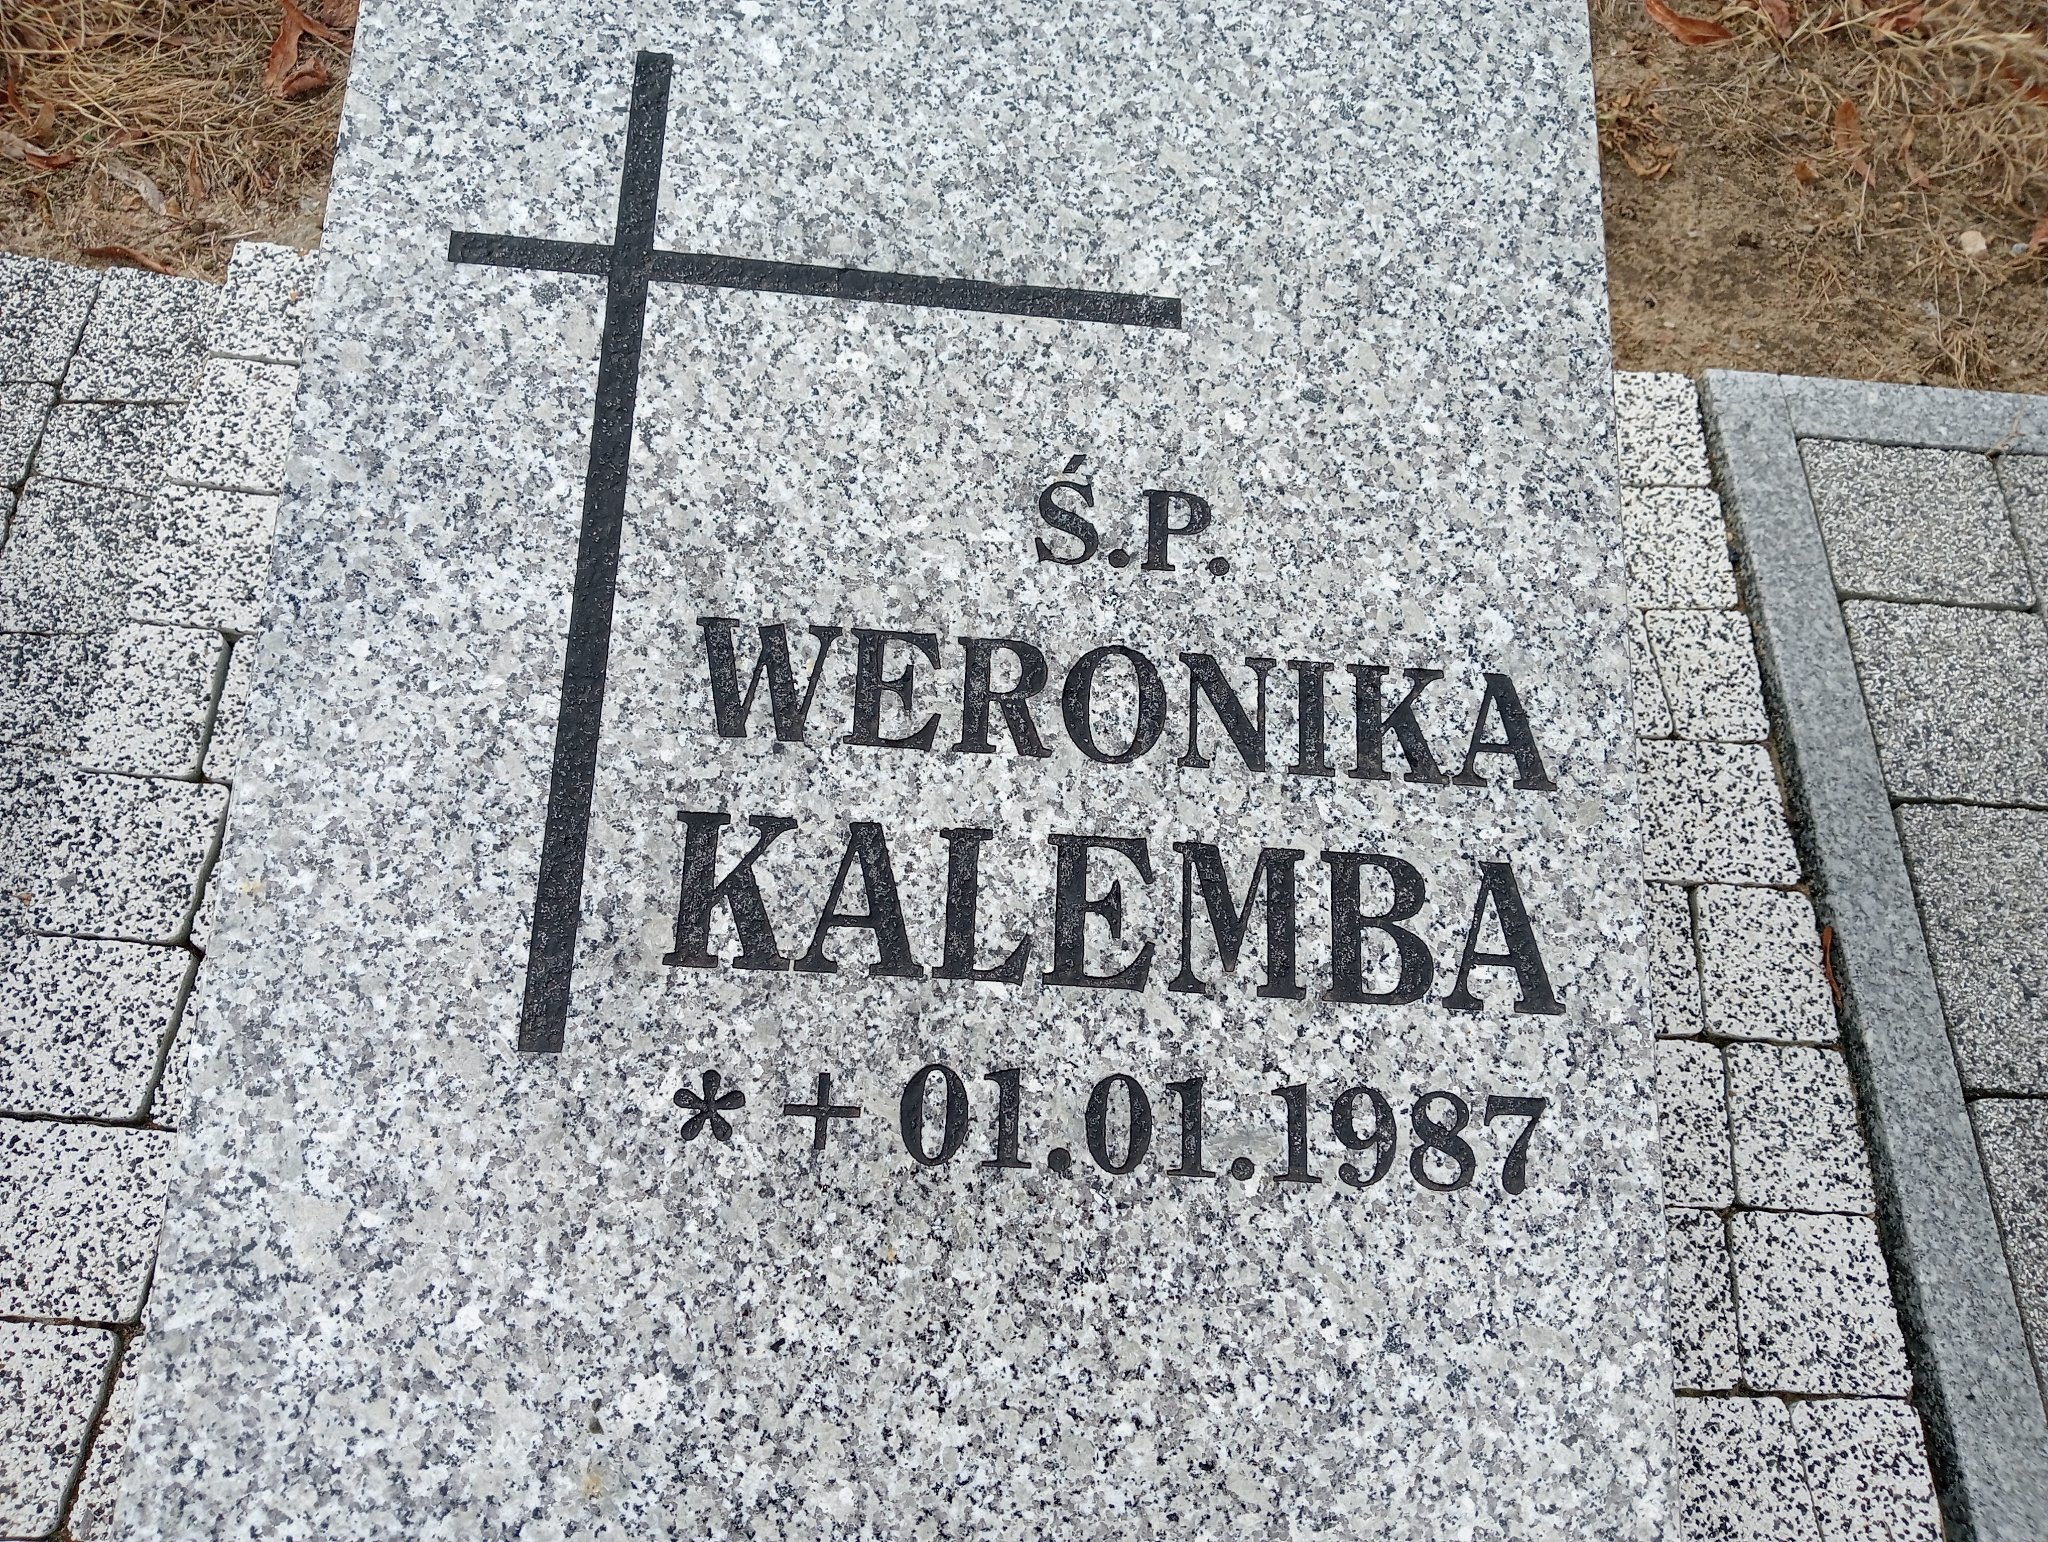 Ś.P.
WERONIKA
KALEMBA
* + 01.01.1987